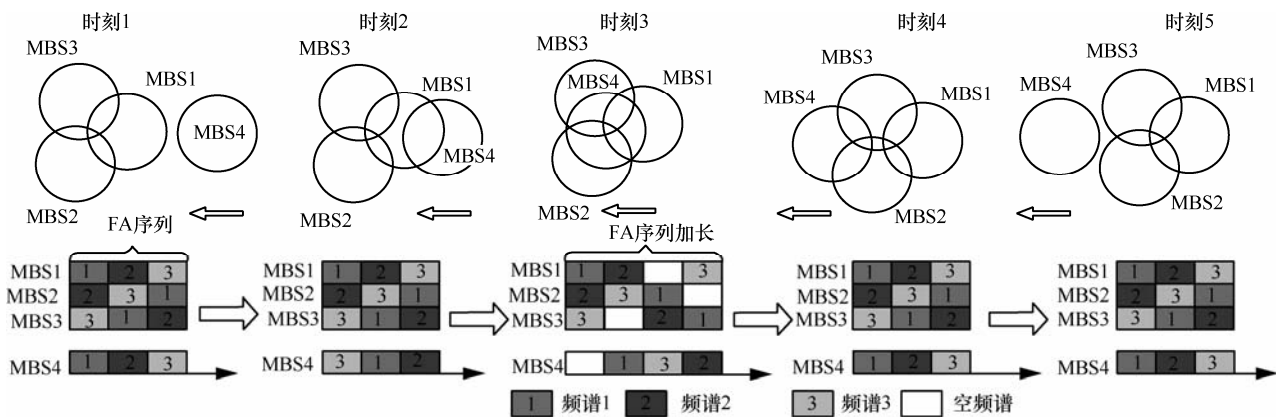 时刻1 时刻2 时刻3 时刻4 时刻5
MBS3 MBS1 MBS4 MBS2
MBS3 MBS1 MBS4 MBS2
MBS3 MBS4 MBS1 MBS2
MBS3 MBS4 MBS1 MBS2
MBS3 MBS4 MBS1 MBS2
FA序列 FA序列加长
MBS1 1 2 3 MBS1 1 2 3 MBS1 1 2 3 MBS1 1 2 3 MBS1 1 2 3
MBS2 2 3 1 MBS2 2 3 1 MBS2 2 3 1 MBS2 2 3 1 MBS2 2 3 1
MBS3 3 1 2 MBS3 3 1 2 MBS3 3 2 1 MBS3 3 1 2 MBS3 3 1 2
MBS4 1 2 3 MBS4 3 1 2 MBS4 1 3 2 MBS4 1 2 3 MBS4 1 2 3
1 频谱1 2 频谱2 3 频谱3 空频谱